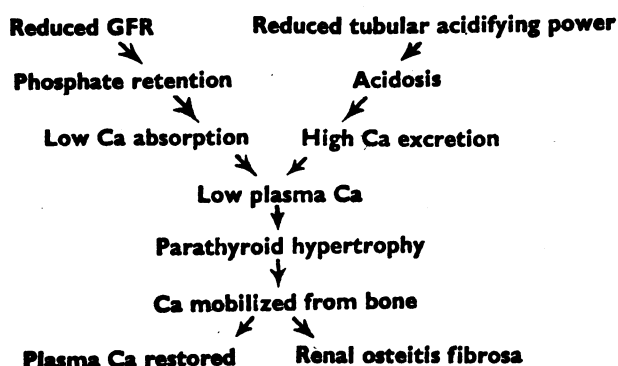 Reduced GFR Reduced tubular acidifying power
Phosphate retention Acidosis
Low Ca absorption High Ca excretion
Low plasma Ca
Parathyroid hypertrophy
Ca mobilized from bone
Plasma Ca restored Renal osteitis fibrosa